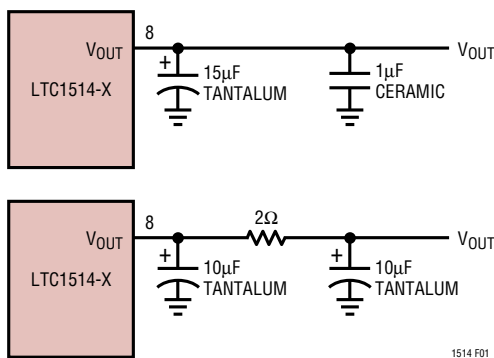 8
VOUT
LTC1514-X
+
15µF
TANTALUM
1µF
CERAMIC
VOUT
8
VOUT
LTC1514-X
+
10µF
TANTALUM
2Ω
+
10µF
TANTALUM
VOUT
1514 F01